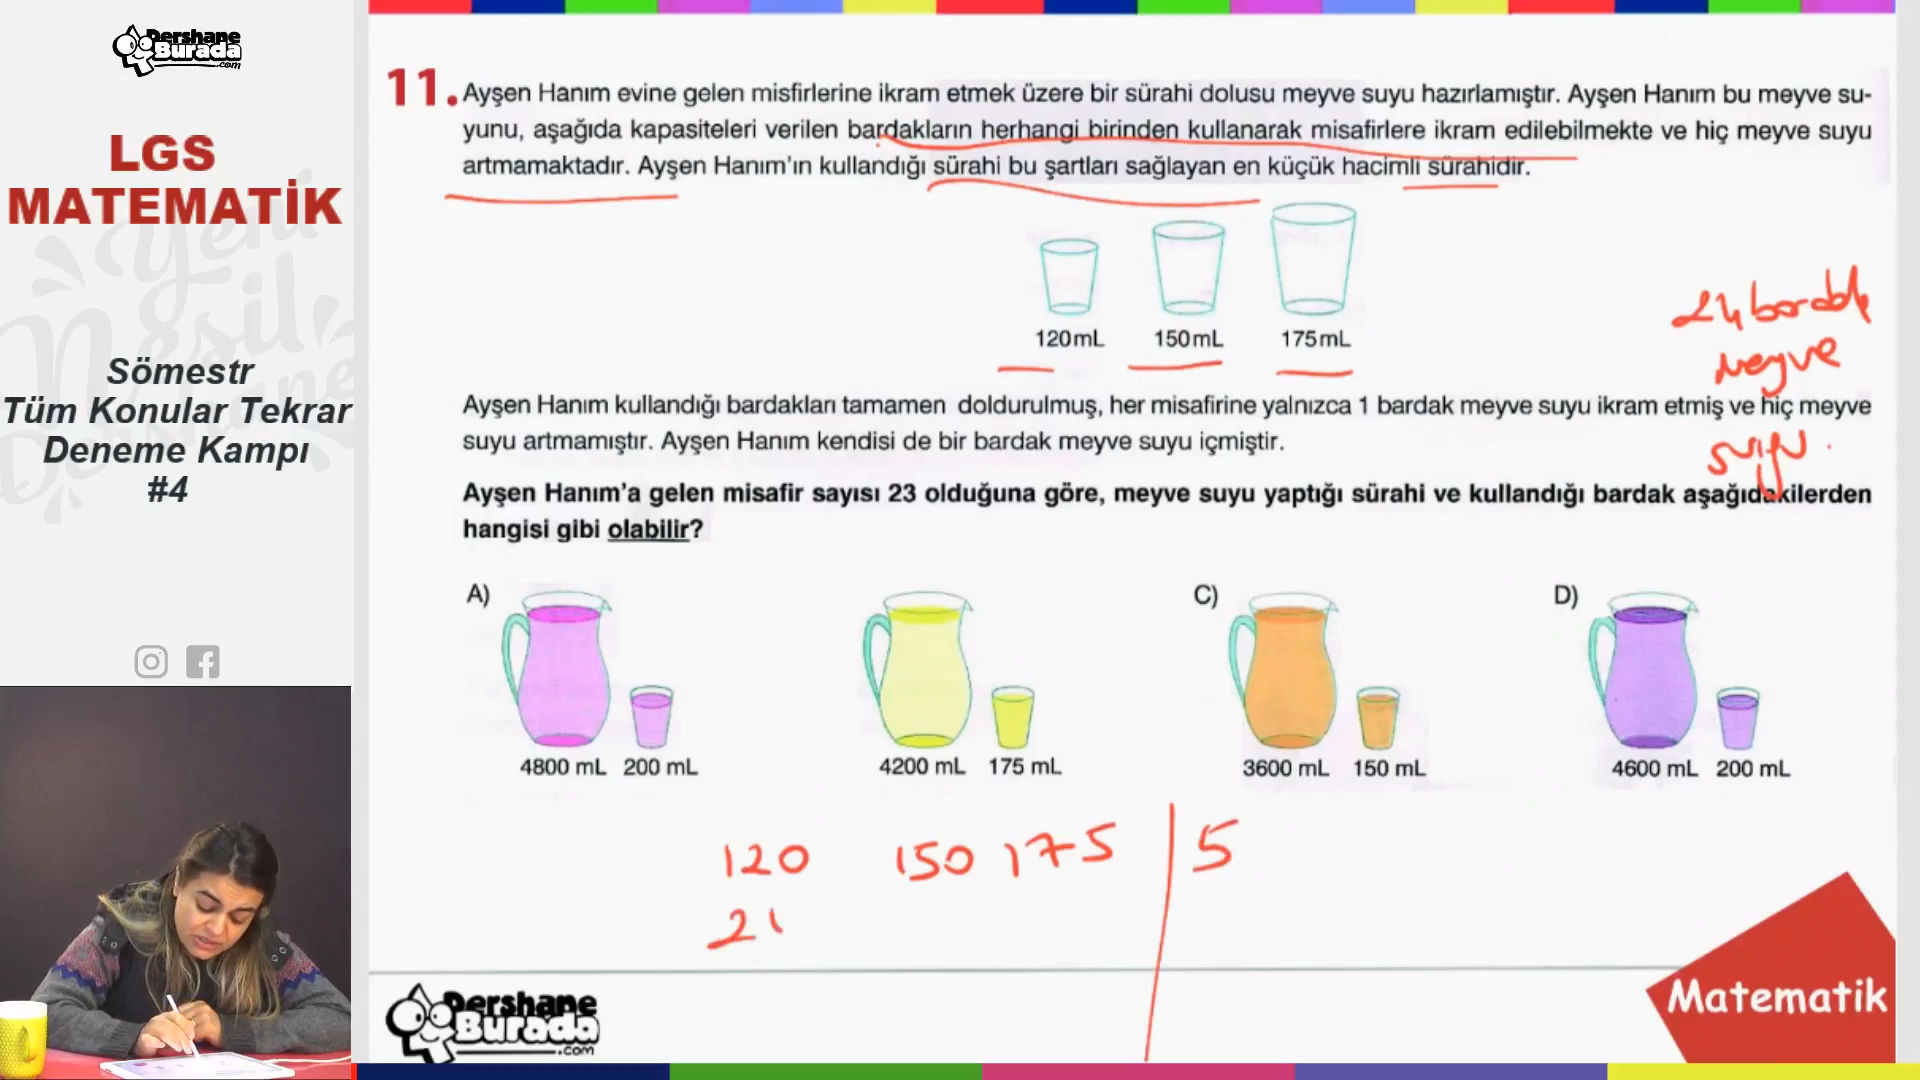 Dershane
Burada
.com
LGS
MATEMATİK
Yeni
Nesil
Dershane
Sömestr
Tüm Konular Tekrar
Deneme Kampı
#4
11. Ayşen Hanım evine gelen misfirlerine ikram etmek üzere bir sürahi dolusu meyve suyu hazırlamıştır. Ayşen Hanım bu meyve su-
yunu, aşağıda kapasiteleri verilen bardakların herhangi birinden kullanarak misafirlere ikram edilebilmekte ve hiç meyve suyu
artmamaktadır. Ayşen Hanım'ın kullandığı sürahi bu şartları sağlayan en küçük hacimli sürahidir.
120 mL 150 mL 175 mL
24 bardak
meyve
suyu
Ayşen Hanım kullandığı bardakları tamamen doldurulmuş, her misafirine yalnızca 1 bardak meyve suyu ikram etmiş ve hiç meyve
suyu artmamıştır. Ayşen Hanım kendisi de bir bardak meyve suyu içmiştir.
Ayşen Hanım'a gelen misafir sayısı 23 olduğuna göre, meyve suyu yaptığı sürahi ve kullandığı bardak aşağıdakilerden
hangisi gibi olabilir?
A) C) D)
4800 mL 200 mL 4200 mL 175 mL 3600 mL 150 mL 4600 mL 200 mL
120 150 175 5
2
Dershane
Burada
.com
Matematik